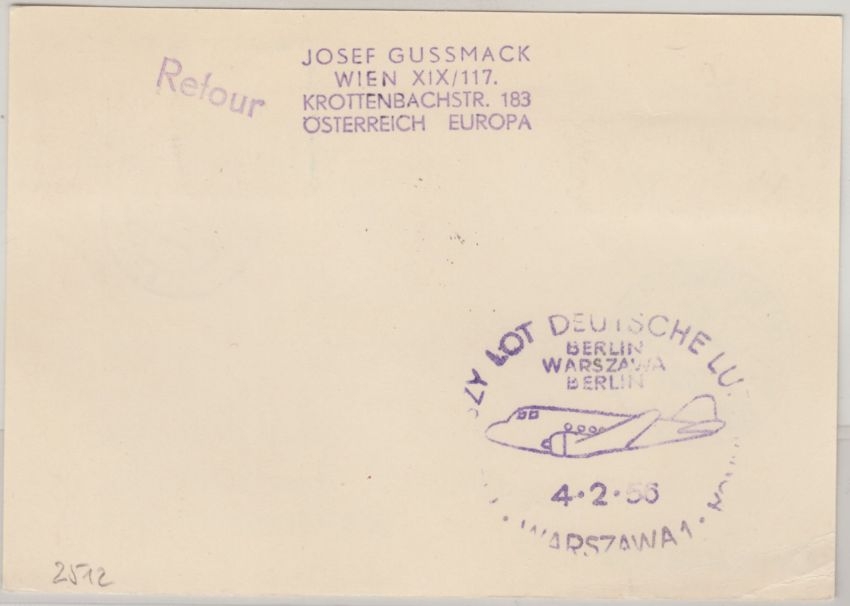 Retour
JOSEF GUSSMACK
WIEN XIX/117.
KROTTENBACHSTR. 183
ÖSTERREICH EUROPA
LOT DEUTSCHE
BERLIN
WARSZAWA
BERLIN
4·2·56
· WARSZAWA 1 ·
2512